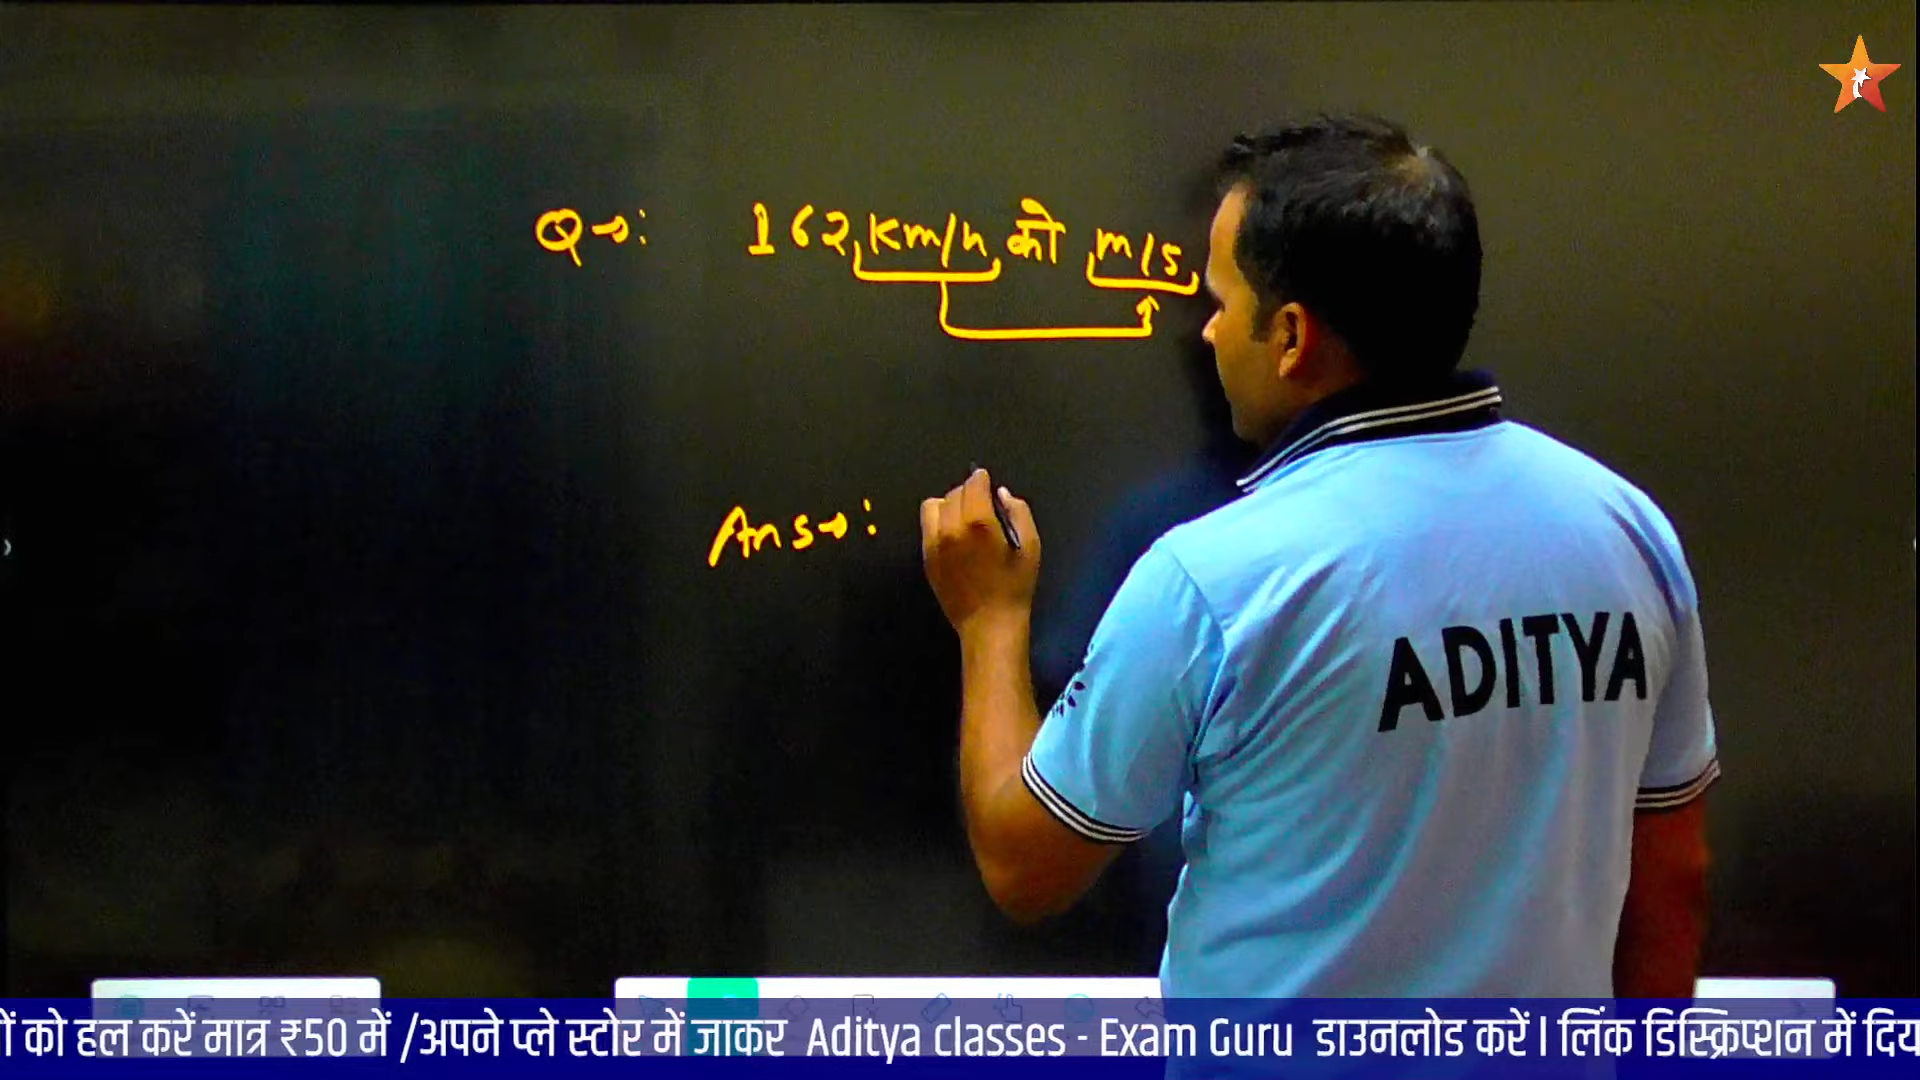 Q→: 162 km/h को m/s
Ans→:
ADITYA
ों को हल करें मात्र ₹50 में /अपने प्ले स्टोर में जाकर Aditya classes - Exam Guru डाउनलोड करें । लिंक डिस्क्रिप्शन में दिय